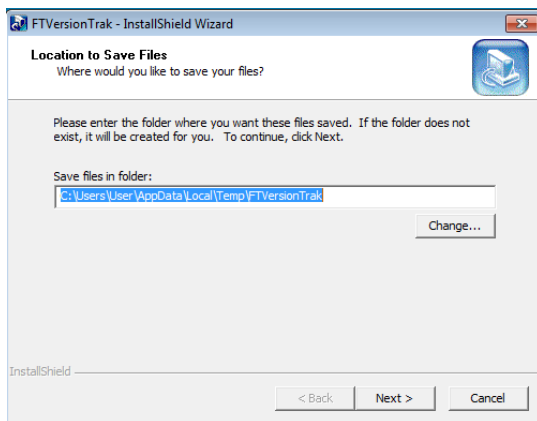 FTVersionTrak - InstallShield Wizard
Location to Save Files
Where would you like to save your files?
Please enter the folder where you want these files saved. If the folder does not
exist, it will be created for you. To continue, click Next.
Save files in folder:
C:\Users\User\AppData\Local\Temp\FTVersionTrak
Change...
InstallShield
< Back
Next >
Cancel